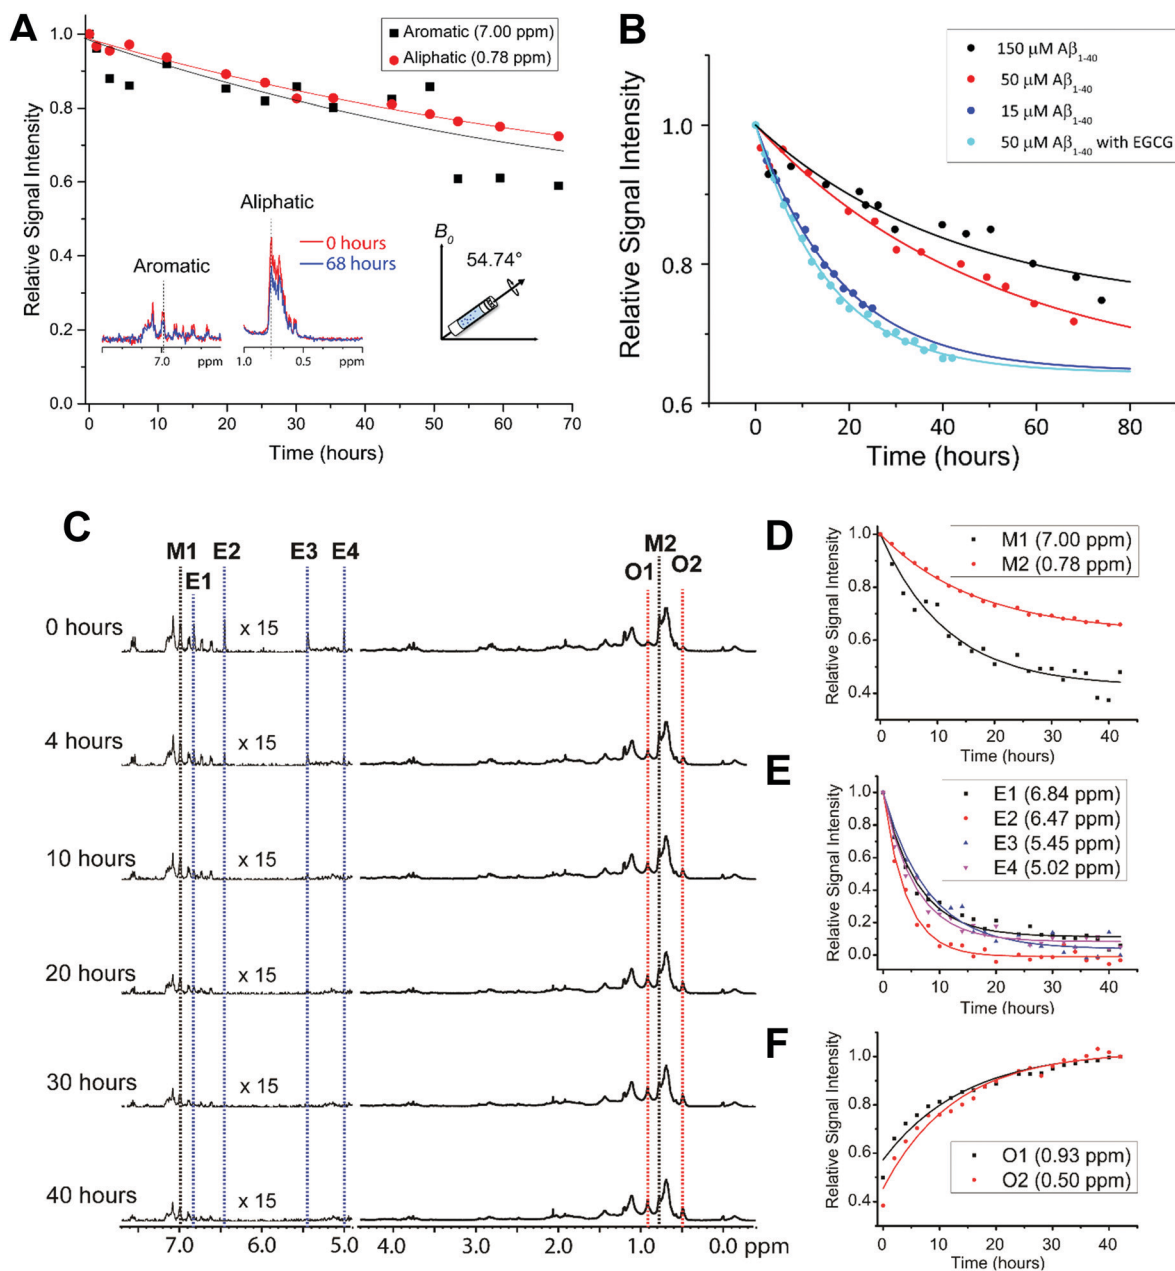 A
Relative Signal Intensity
1.0
0.8
0.6
0.4
0.2
0.0
Aromatic (7.00 ppm)
Aliphatic (0.78 ppm)
Aliphatic
0 hours
68 hours
Aromatic
7.0
ppm
1.0
0.5
ppm
B₀
54.74°
0
10
20
30
40
50
60
70
Time (hours)
B
Relative Signal Intensity
1.0
0.8
0.6
150 µM Aβ₁₋₄₀
50 µM Aβ₁₋₄₀
15 µM Aβ₁₋₄₀
50 µM Aβ₁₋₄₀ with EGCG
0
20
40
60
80
Time (hours)
C
M1
E1
E2
E3
E4
O1
M2
O2
0 hours
x 15
4 hours
x 15
10 hours
x 15
20 hours
x 15
30 hours
x 15
40 hours
x 15
7.0
6.0
5.0
4.0
3.0
2.0
1.0
0.0
ppm
D
Relative Signal Intensity
1.0
0.8
0.6
0.4
M1 (7.00 ppm)
M2 (0.78 ppm)
0
10
20
30
40
Time (hours)
E
Relative Signal Intensity
1.0
0.8
0.6
0.4
0.2
0.0
E1 (6.84 ppm)
E2 (6.47 ppm)
E3 (5.45 ppm)
E4 (5.02 ppm)
0
10
20
30
40
Time (hours)
F
Relative Signal Intensity
1.0
0.8
0.6
0.4
O1 (0.93 ppm)
O2 (0.50 ppm)
0
10
20
30
40
Time (hours)